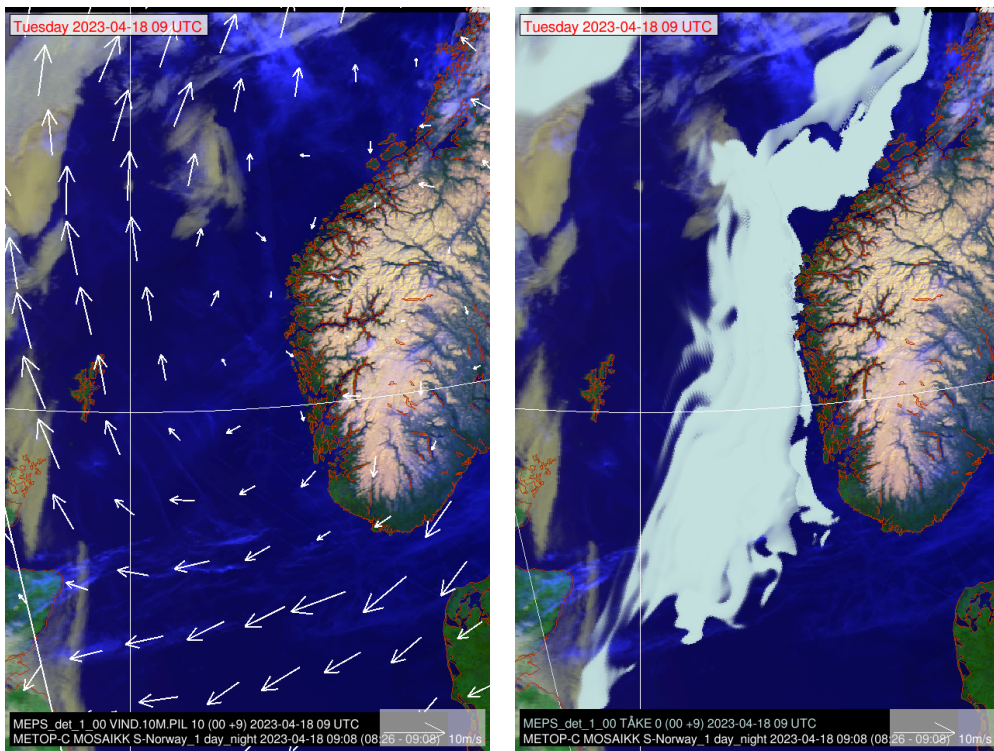 Tuesday 2023-04-18 09 UTC
MEPS_det_1_00 VIND.10M.PIL 10 (00 +9) 2023-04-18 09 UTC
METOP-C MOSAIKK S-Norway_1 day_night 2023-04-18 09:08 (08:26 - 09:08)
10m/s
Tuesday 2023-04-18 09 UTC
MEPS_det_1_00 TÅKE 0 (00 +9) 2023-04-18 09 UTC
METOP-C MOSAIKK S-Norway_1 day_night 2023-04-18 09:08 (08:26 - 09:08)
10m/s